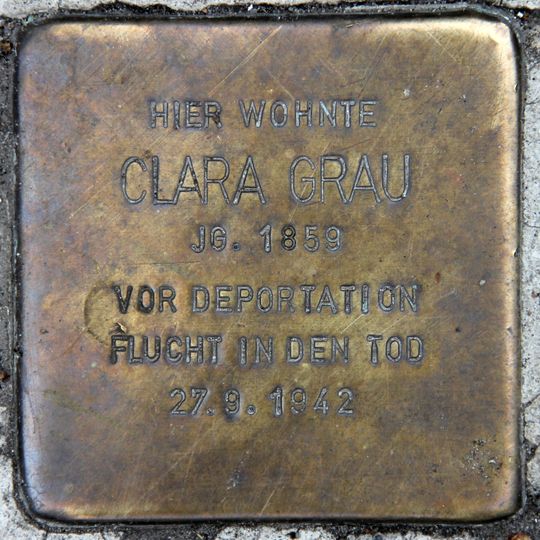 HIER WOHNTE
CLARA GRAU
JG. 1859
VOR DEPORTATION
FLUCHT IN DEN TOD
27.9.1942